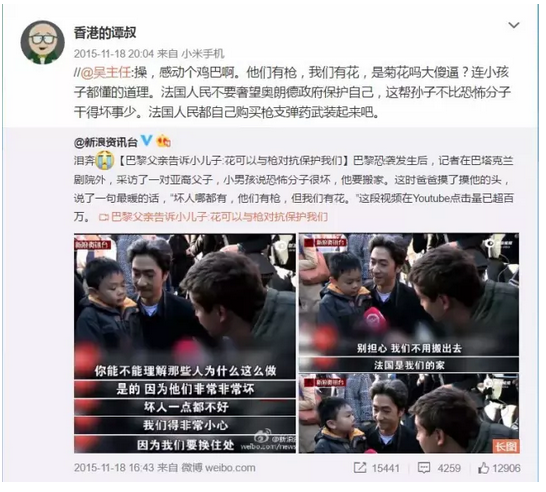 香港的谭叔
2015-11-18 20:04 来自 小米手机
//@吴主任:操，感动个鸡巴啊。他们有枪，我们有花，是菊花吗大傻逼？连小孩
子都懂的道理。法国人民不要奢望奥朗德政府保护自己，这帮孙子不比恐怖分子
干得坏事少。法国人民都自己购买枪支弹药武装起来吧。
@新浪资讯台
泪奔【巴黎父亲告诉小儿子:花可以与枪对抗保护我们】巴黎恐袭发生后，记者在巴塔克兰
剧院外，采访了一对亚裔父子，小男孩说恐怖分子很坏，他要搬家。这时爸爸摸了摸他的头，
说了一句最暖的话，“坏人哪都有，他们有枪，但我们有花。”这段视频在Youtube点击量已超百
万。 巴黎父亲告诉小儿子:花可以与枪对抗保护我们
新浪资讯台
你能不能理解那些人为什么这么做
是的 因为他们非常非常坏
坏人一点都不好
我们得非常小心
因为我们要换住处
weibo.com/news
新浪资讯台
别担心 我们不用搬出去
法国是我们的家
新浪资讯台
长图
2015-11-18 16:43 来自 微博 weibo.com
15441
4259
12906